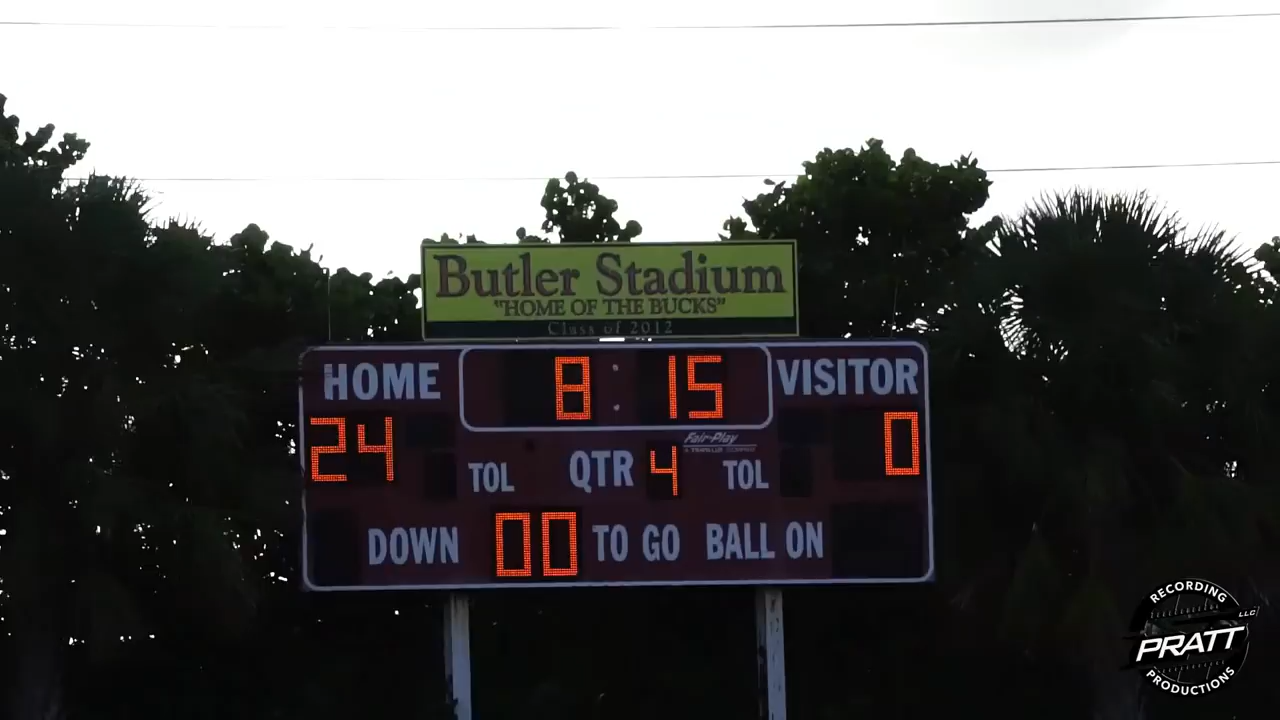 Butler Stadium
"HOME OF THE BUCKS"
Class of 2012
HOME 8:15 VISITOR
24 0
Fair-Play
TOL QTR 4 TOL
DOWN 00 TO GO BALL ON
RECORDING
PRATT LLC
PRODUCTIONS